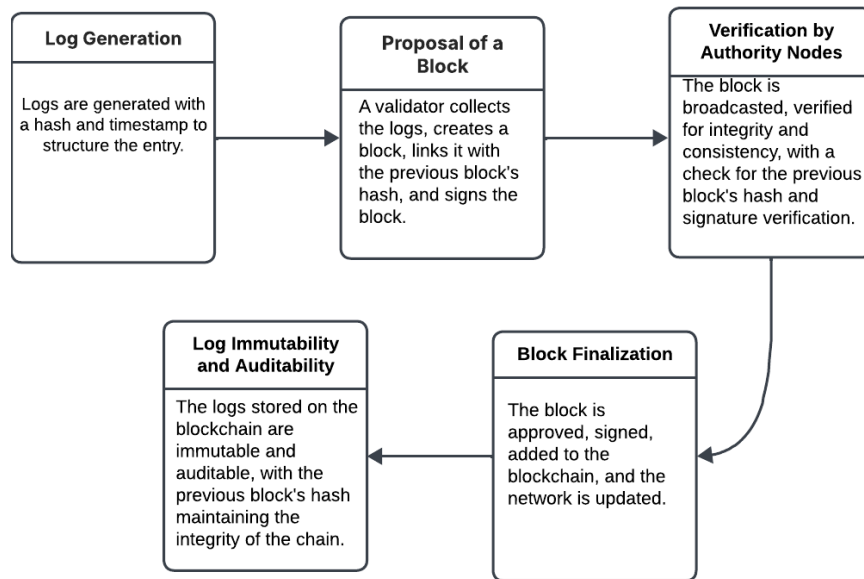 Log Generation
Logs are generated with
a hash and timestamp to
structure the entry.
Proposal of a
Block
A validator collects
the logs, creates a
block, links it with
the previous block's
hash, and signs the
block.
Verification by
Authority Nodes
The block is
broadcasted, verified
for integrity and
consistency, with a
check for the previous
block's hash and
signature verification.
Block Finalization
The block is
approved, signed,
added to the
blockchain, and the
network is updated.
Log Immutability
and Auditability
The logs stored on the
blockchain are
immutable and
auditable, with the
previous block's hash
maintaining the
integrity of the chain.